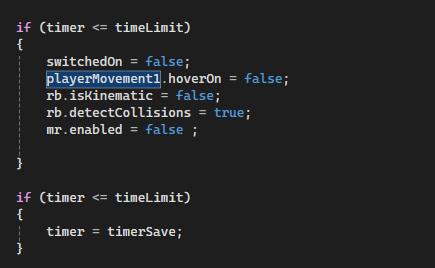 if (timer <= timeLimit)
{
switchedOn = false;
playerMovement1.hoverOn = false;
rb.isKinematic = false;
rb.detectCollisions = true;
mr.enabled = false ;
}
if (timer <= timeLimit)
{
timer = timerSave;
}